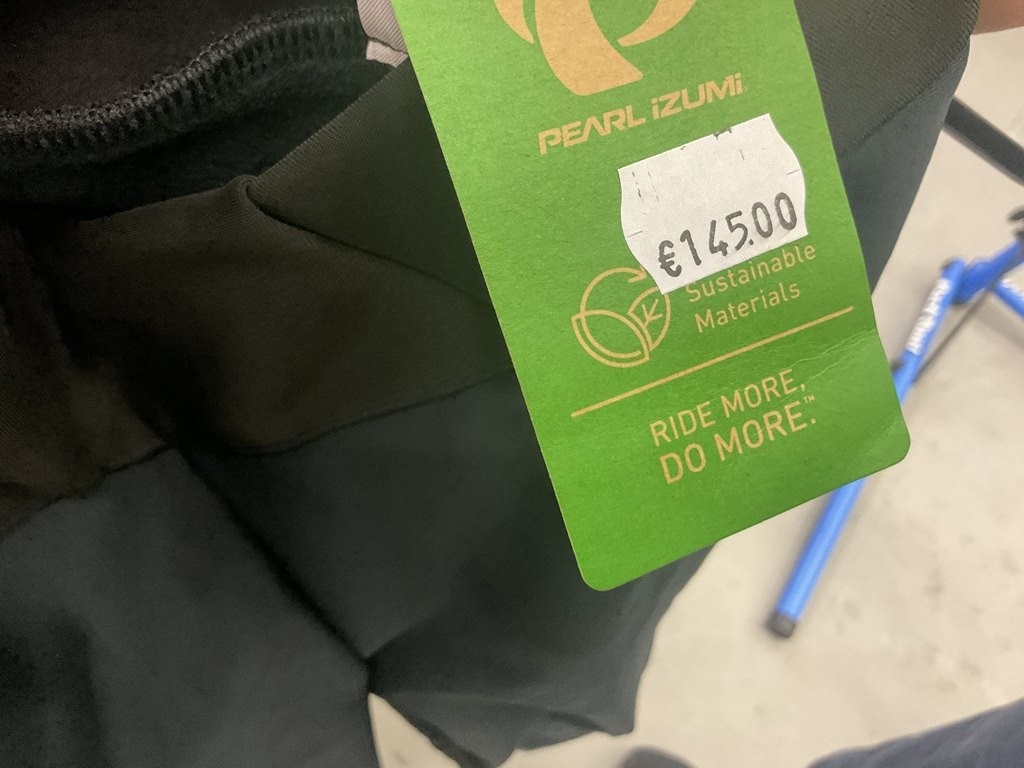 PEARL iZUMi
€145.00
Sustainable
Materials
RIDE MORE,
DO MORE.™